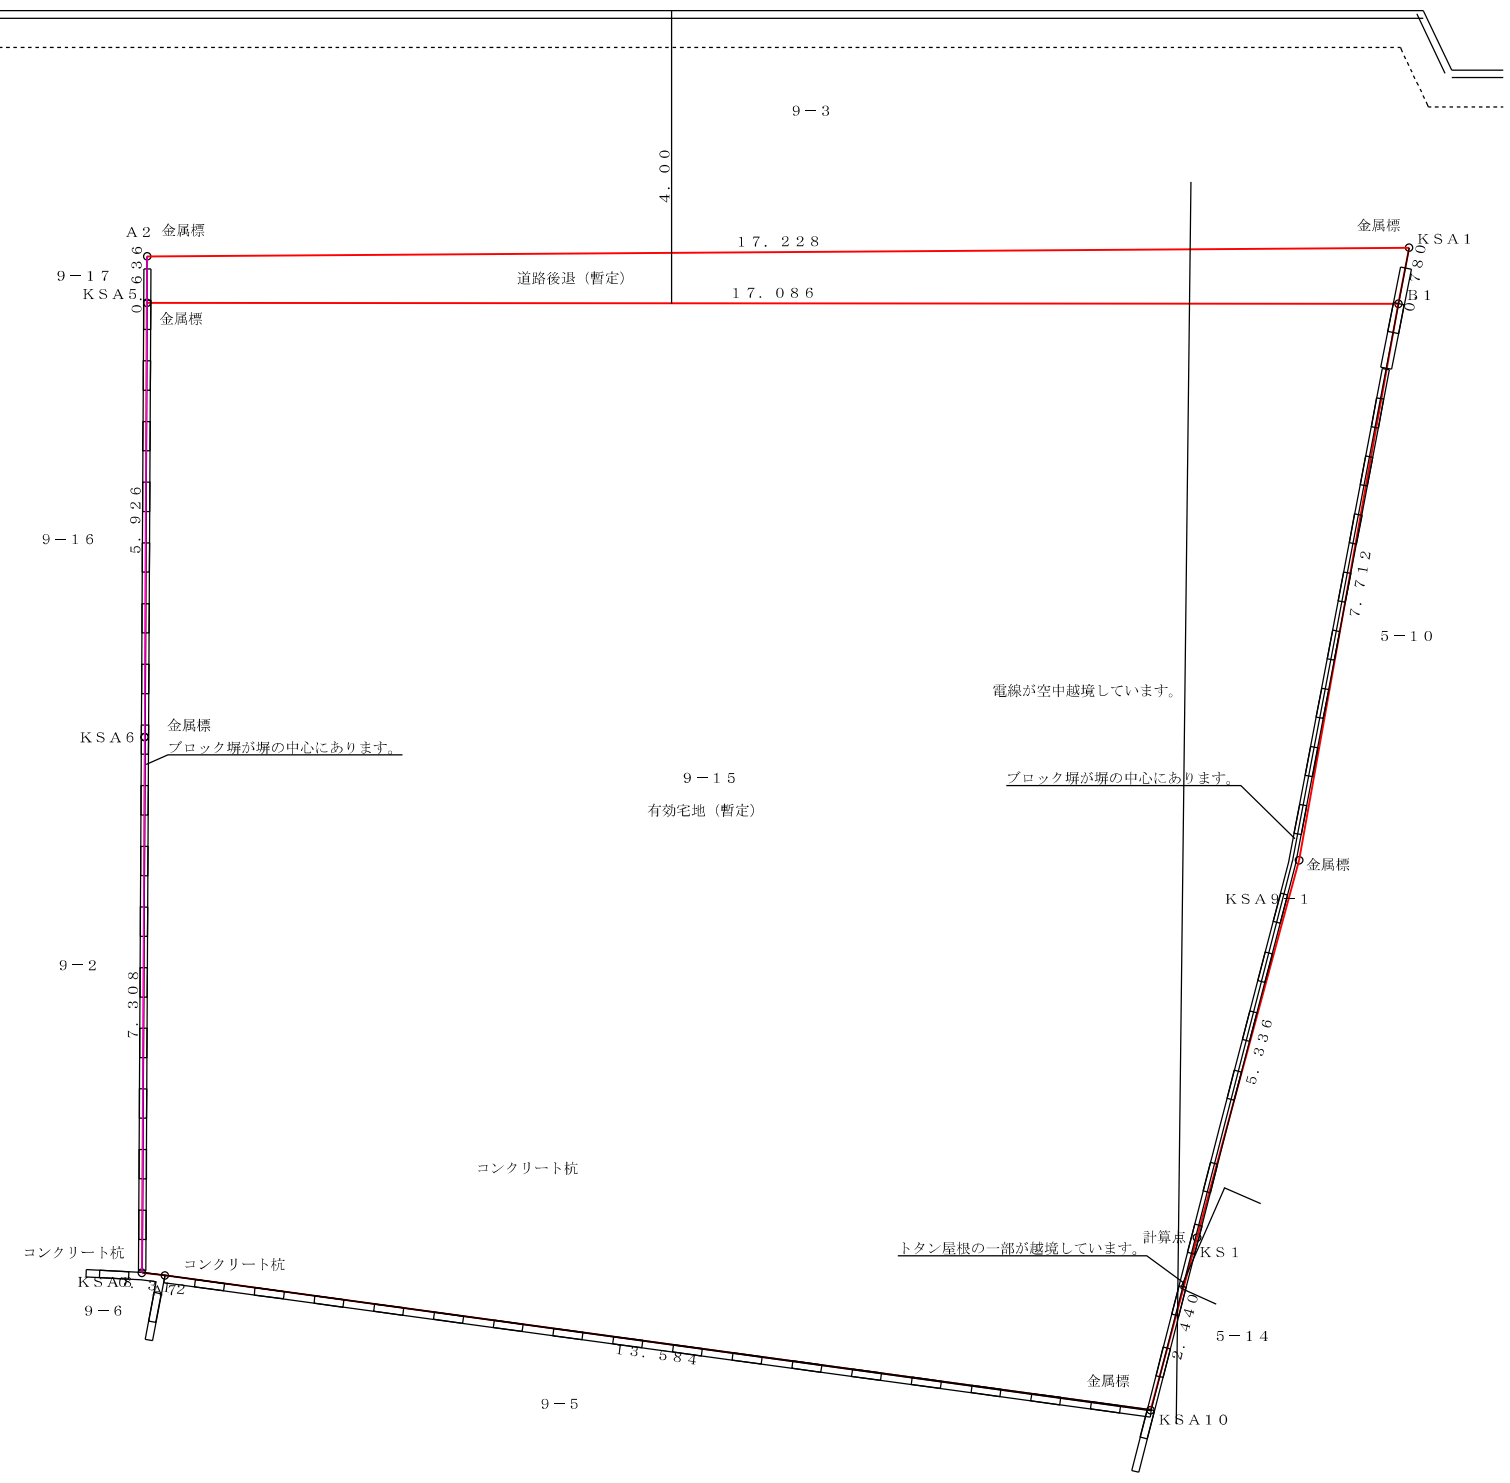 ９－３
４．００
Ａ２
金属標
１７．２２８
金属標
ＫＳＡ１
９－１７
０．６３６
道路後退（暫定）
０．７８０
ＫＳＡ５
１７．０８６
Ｂ１
金属標
５．９２６
９－１６
７．７１２
５－１０
電線が空中越境しています。
金属標
ＫＳＡ６
ブロック塀が塀の中心にあります。
９－１５
ブロック塀が塀の中心にあります。
有効宅地（暫定）
金属標
ＫＳＡ９－１
９－２
７．３０８
５．３３６
コンクリート杭
計算点
ＫＳ１
トタン屋根の一部が越境しています。
コンクリート杭
コンクリート杭
９－６
２．４４０
５－１４
１３．５８４
金属標
９－５
ＫＳＡ１０